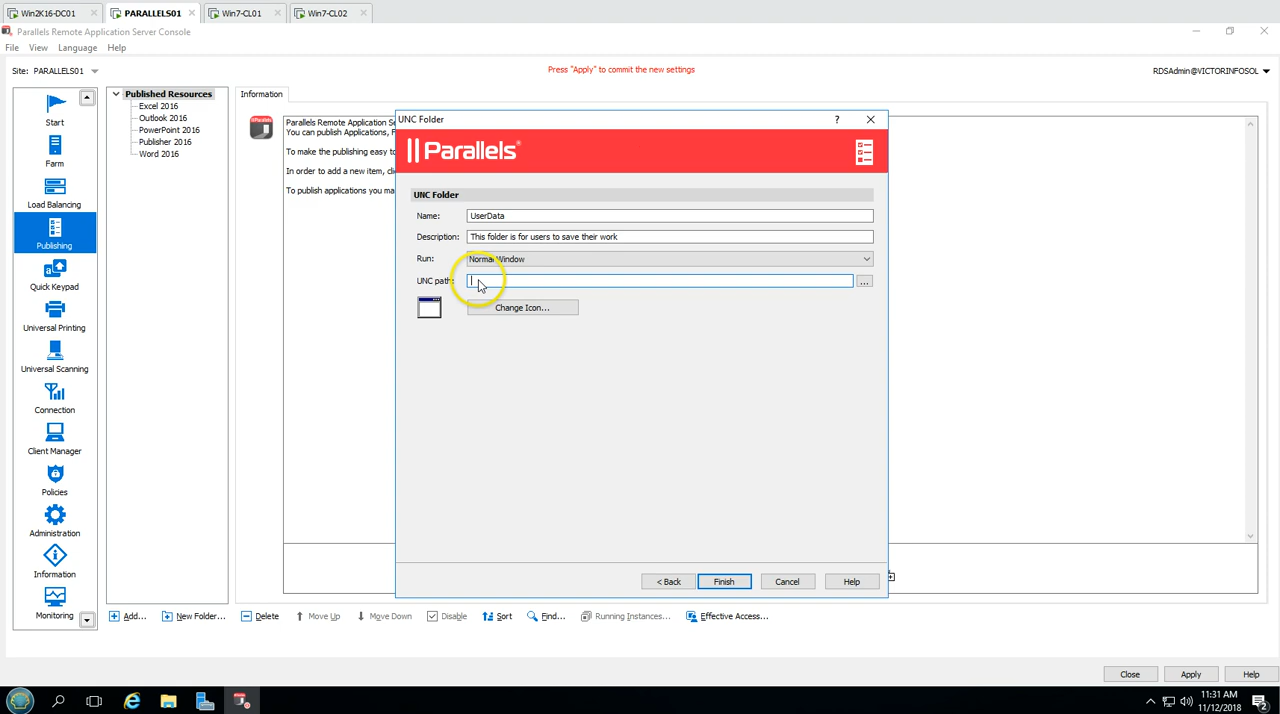 Win2K16-DC01
PARALLELS01
Win7-CL01
Win7-CL02
Parallels Remote Application Server Console
File View Language Help
Site: PARALLELS01
Press "Apply" to commit the new settings
RDSAdmin@VICTORINFOSOL
Start
Farm
Load Balancing
Publishing
Quick Keypad
Universal Printing
Universal Scanning
Connection
Client Manager
Policies
Administration
Information
Monitoring
Published Resources
Excel 2016
Outlook 2016
PowerPoint 2016
Publisher 2016
Word 2016
Information
Parallels Remote Application Se
You can publish Applications, F
To make the publishing easy to
In order to add a new item, cli
To publish applications you ma
UNC Folder
?
Parallels
UNC Folder
Name: UserData
Description: This folder is for users to save their work
Run: Normal Window
UNC path:
...
Change Icon...
< Back
Finish
Cancel
Help
Add...
New Folder...
Delete
Move Up
Move Down
Disable
Sort
Find...
Running Instances...
Effective Access...
Close
Apply
Help
11:31 AM
11/12/2018
2